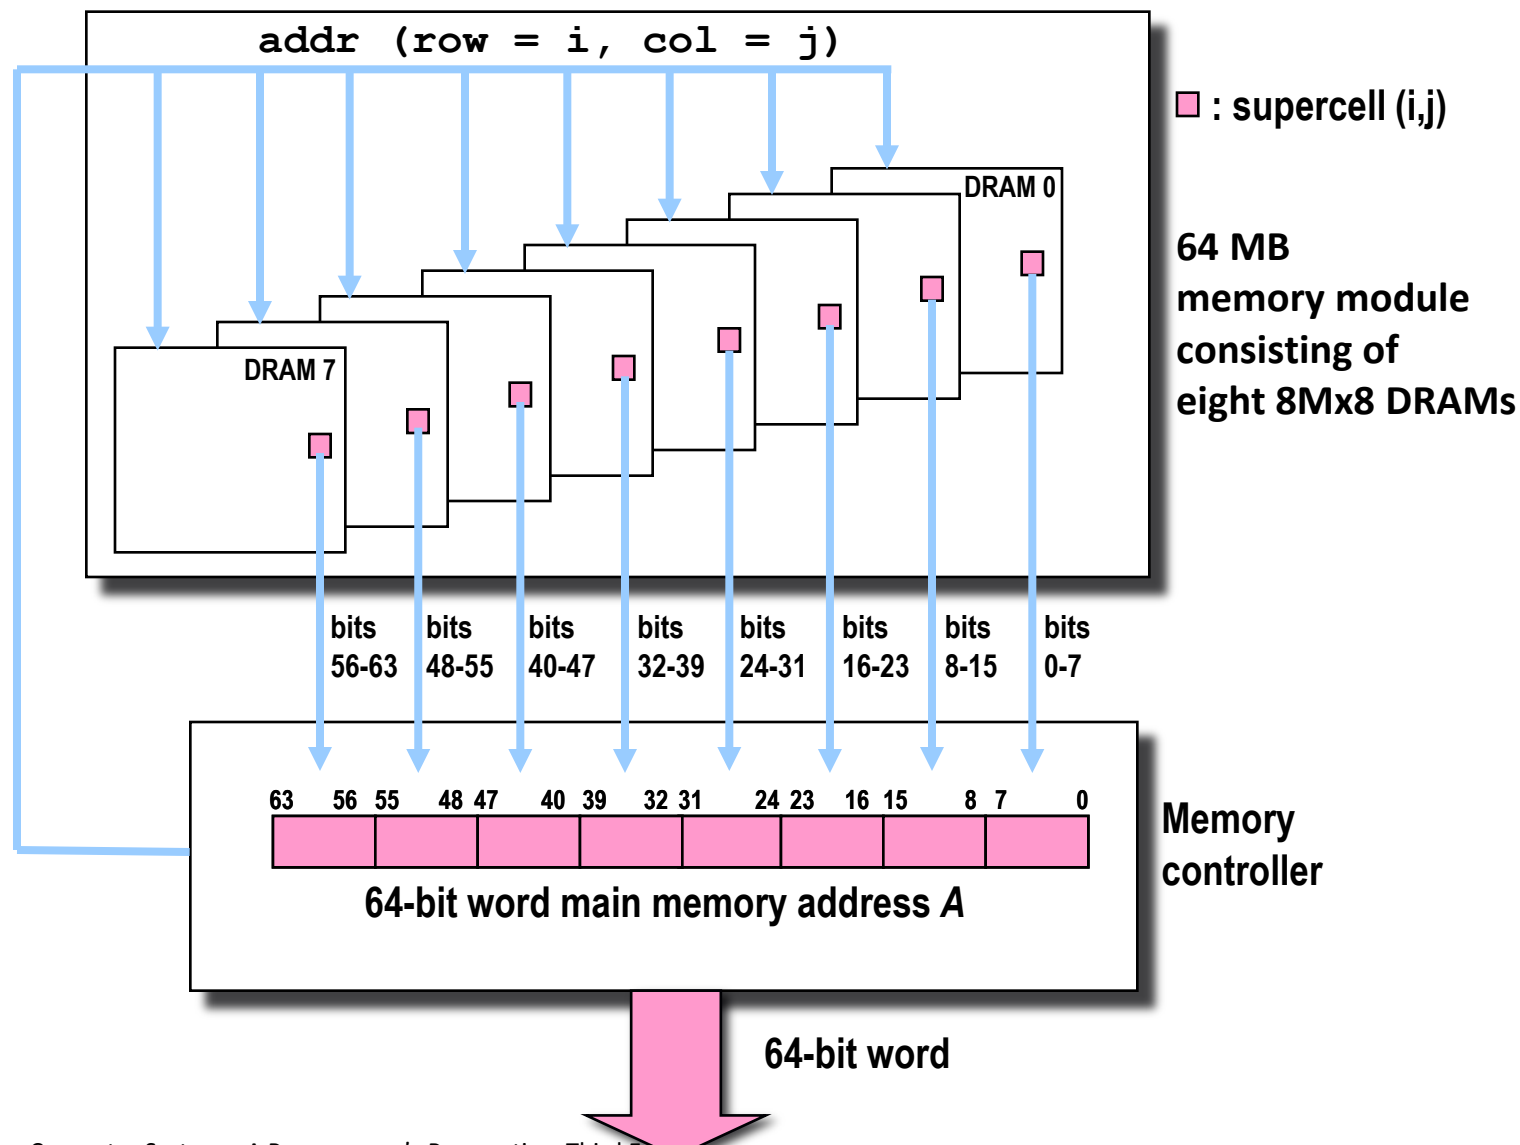 addr (row = i, col = j)
: supercell (i,j)
DRAM 0
64 MB
memory module
consisting of
eight 8Mx8 DRAMs
DRAM 7
bits
56-63
bits
48-55
bits
40-47
bits
32-39
bits
24-31
bits
16-23
bits
8-15
bits
0-7
63 56 55 48 47 40 39 32 31 24 23 16 15 8 7 0
Memory
controller
64-bit word main memory address A
64-bit word